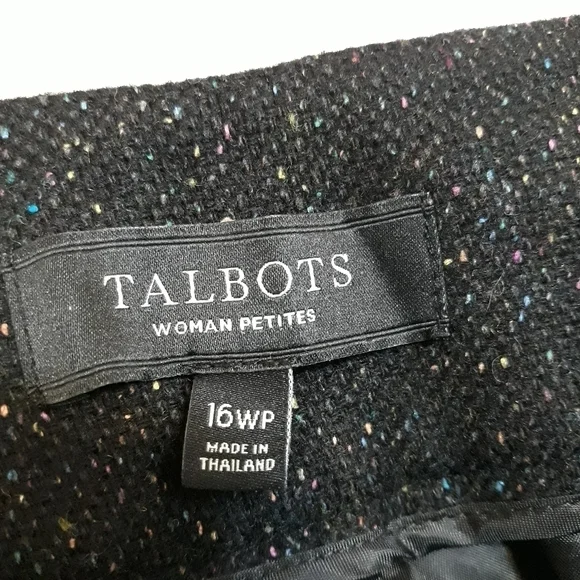 TALBOTS
WOMAN PETITES
16WP
MADE IN
THAILAND